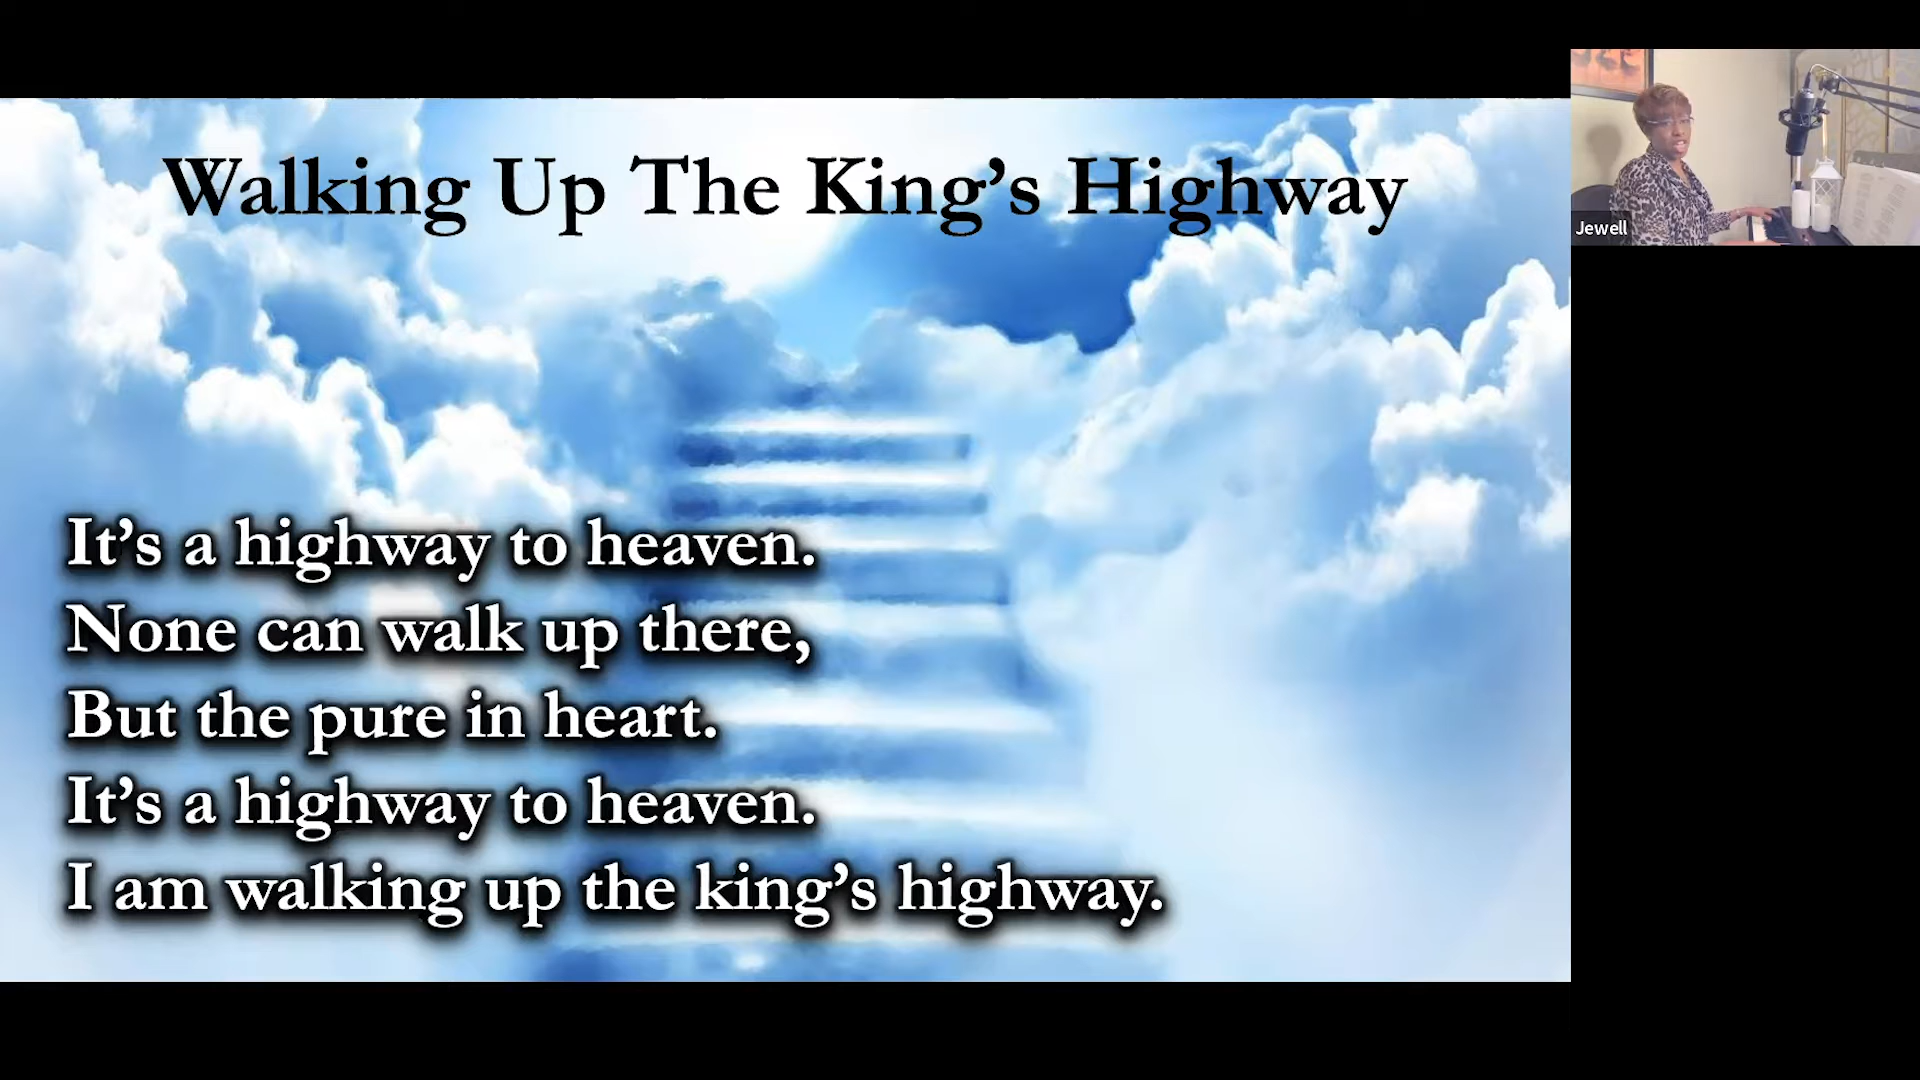 Walking Up The King’s Highway
It’s a highway to heaven.
None can walk up there,
But the pure in heart.
It’s a highway to heaven.
I am walking up the king’s highway.
Jewell